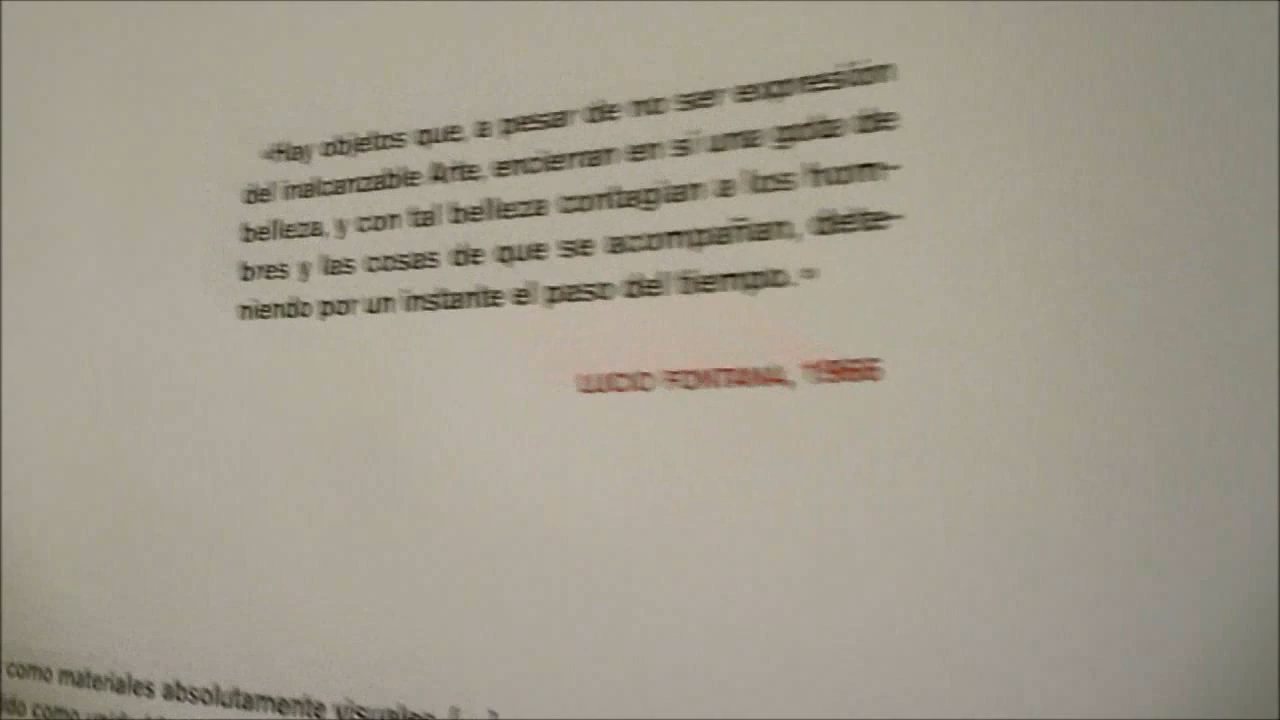 «Hay objetos que, a pesar de no ser expresión
del inalcanzable Arte, encierran en sí una gota de
belleza, y con tal belleza contagian a los hom-
bres y las cosas de que se acompañan, dete-
niendo por un instante el paso del tiempo.»
LUCIO FONTANA, 1966
como materiales absolutamente visuales
como